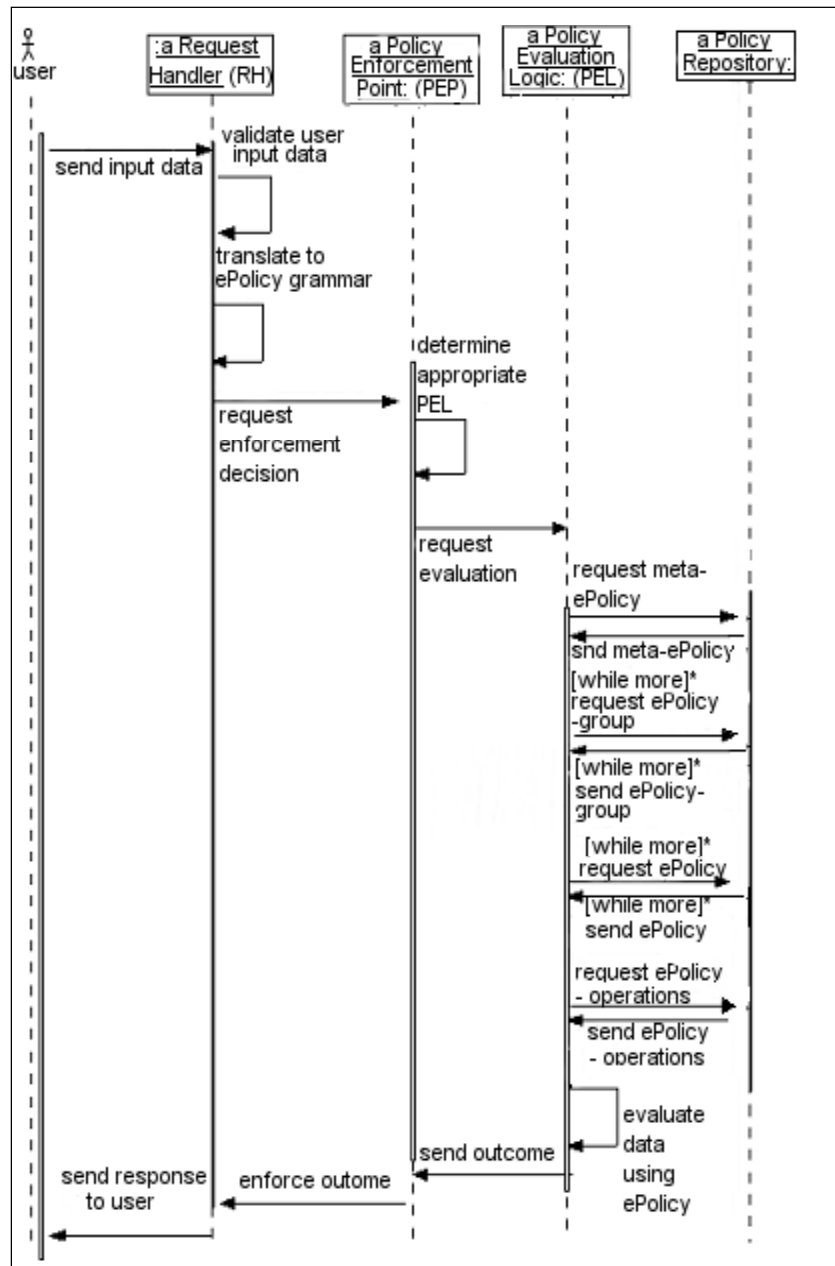 user
:a Request
Handler (RH)
a Policy
Enforcement
Point: (PEP)
a Policy
Evaluation
Logic: (PEL)
a Policy
Repository:
send input data
validate user
input data
translate to
ePolicy grammar
request
enforcement
decision
determine
appropriate
PEL
request
evaluation
request meta-
ePolicy
snd meta-ePolicy
[while more]*
request ePolicy
-group
[while more]*
send ePolicy-
group
[while more]*
request ePolicy
[while more]*
send ePolicy
request ePolicy
- operations
send ePolicy
- operations
evaluate
data
using
ePolicy
send outcome
enforce outome
send response
to user